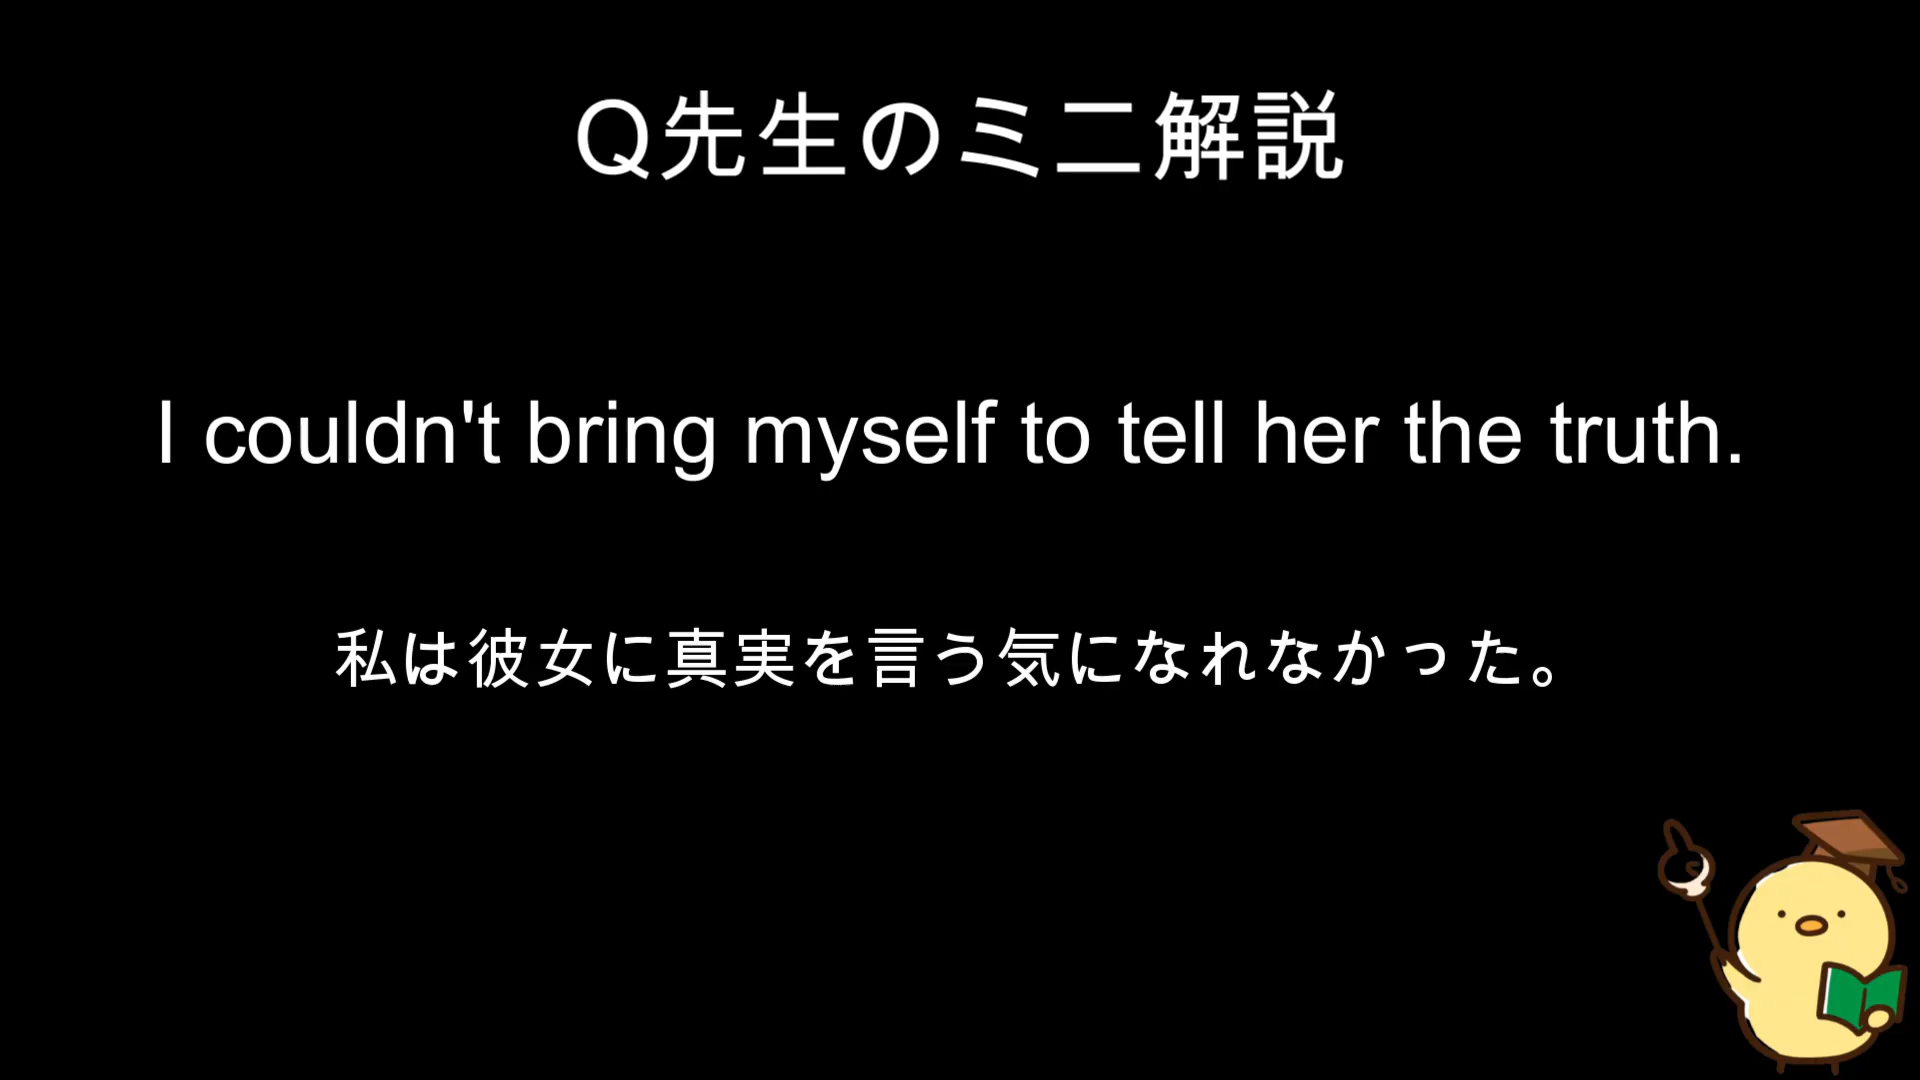 Q先生のミニ解説
I couldn't bring myself to tell her the truth.
私は彼女に真実を言う気になれなかった。